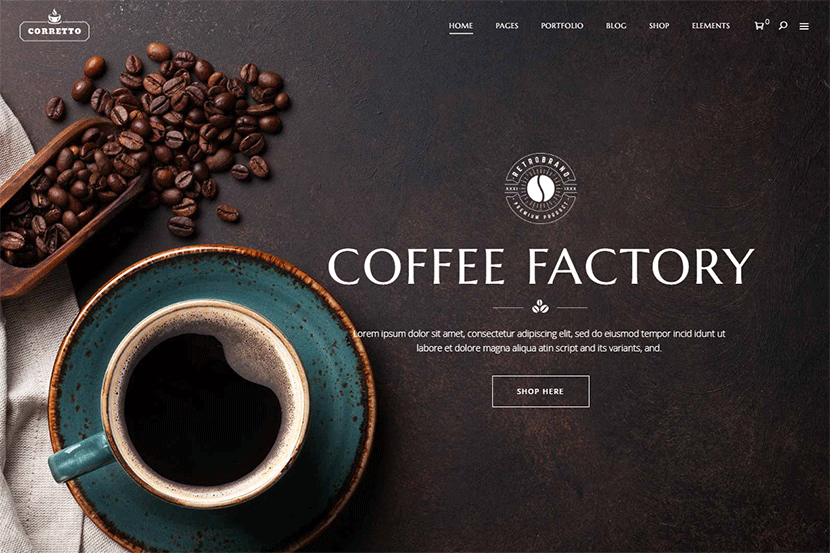 CORRETTO
HOME PAGES PORTFOLIO BLOG SHOP ELEMENTS 0
RETROBRAND
XXXI XXXX
PREMIUM PRODUCT
COFFEE FACTORY
Lorem ipsum dolor sit amet, consectetur adipiscing elit, sed do eiusmod tempor incid idunt ut
labore et dolore magna aliqua atin script and its variants, and.
SHOP HERE